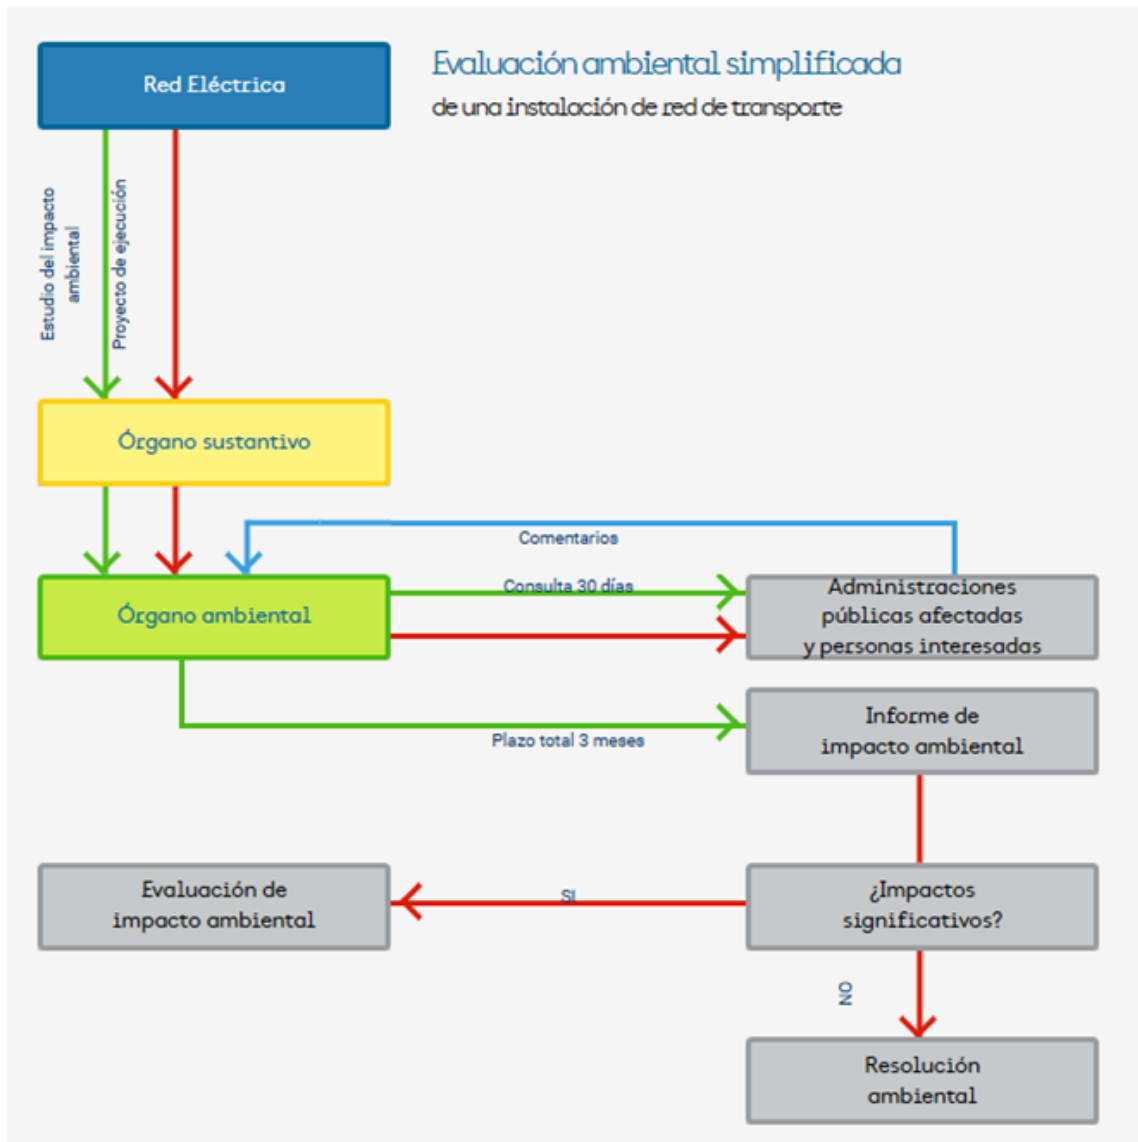 Red Eléctrica
Evaluación ambiental simplificada
de una instalación de red de transporte
Estudio del impacto
ambiental
Proyecto de ejecución
Órgano sustantivo
Comentarios
Órgano ambiental
Consulta 30 días
Administraciones
públicas afectadas
y personas interesadas
Informe de
impacto ambiental
Plazo total 3 meses
Evaluación de
impacto ambiental
SI
¿Impactos
significativos?
NO
Resolución
ambiental